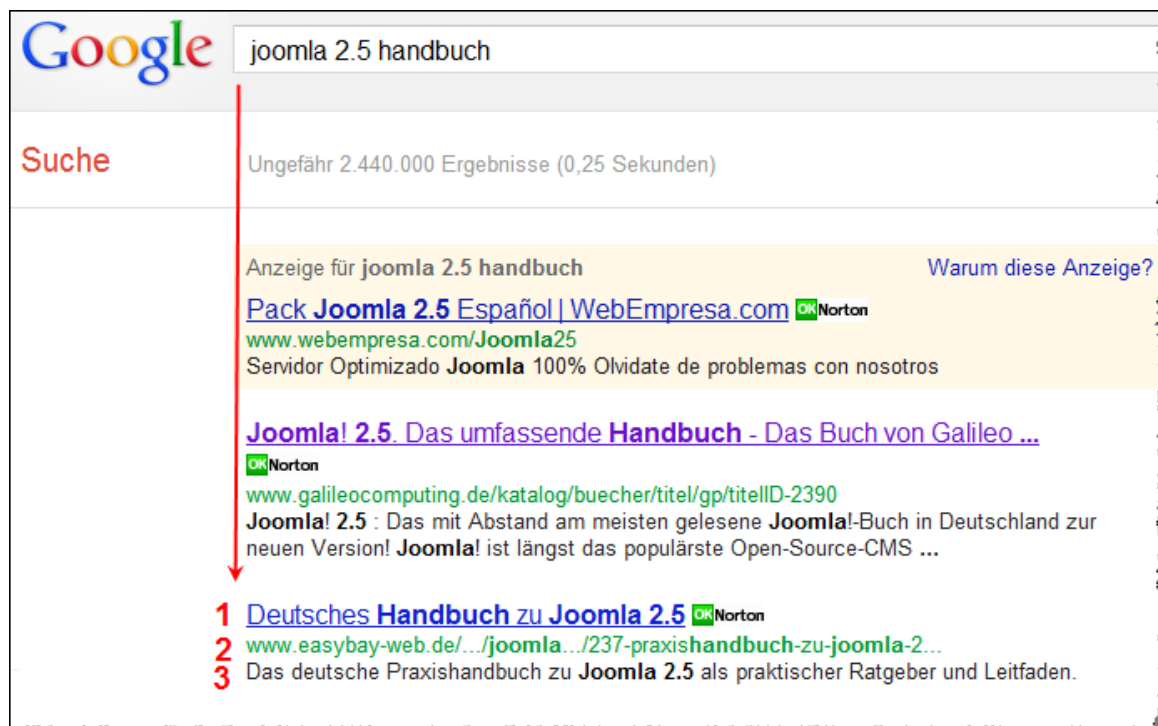 Google joomla 2.5 handbuch
Suche Ungefähr 2.440.000 Ergebnisse (0,25 Sekunden)
Anzeige für joomla 2.5 handbuch Warum diese Anzeige?
Pack Joomla 2.5 Español | WebEmpresa.com OK Norton
www.webempresa.com/Joomla25
Servidor Optimizado Joomla 100% Olvidate de problemas con nosotros
Joomla! 2.5. Das umfassende Handbuch - Das Buch von Galileo ...
OK Norton
www.galileocomputing.de/katalog/buecher/titel/gp/titelID-2390
Joomla! 2.5 : Das mit Abstand am meisten gelesene Joomla!-Buch in Deutschland zur
neuen Version! Joomla! ist längst das populärste Open-Source-CMS ...
1 Deutsches Handbuch zu Joomla 2.5 OK Norton
2 www.easybay-web.de/.../joomla.../237-praxishandbuch-zu-joomla-2...
3 Das deutsche Praxishandbuch zu Joomla 2.5 als praktischer Ratgeber und Leitfaden.